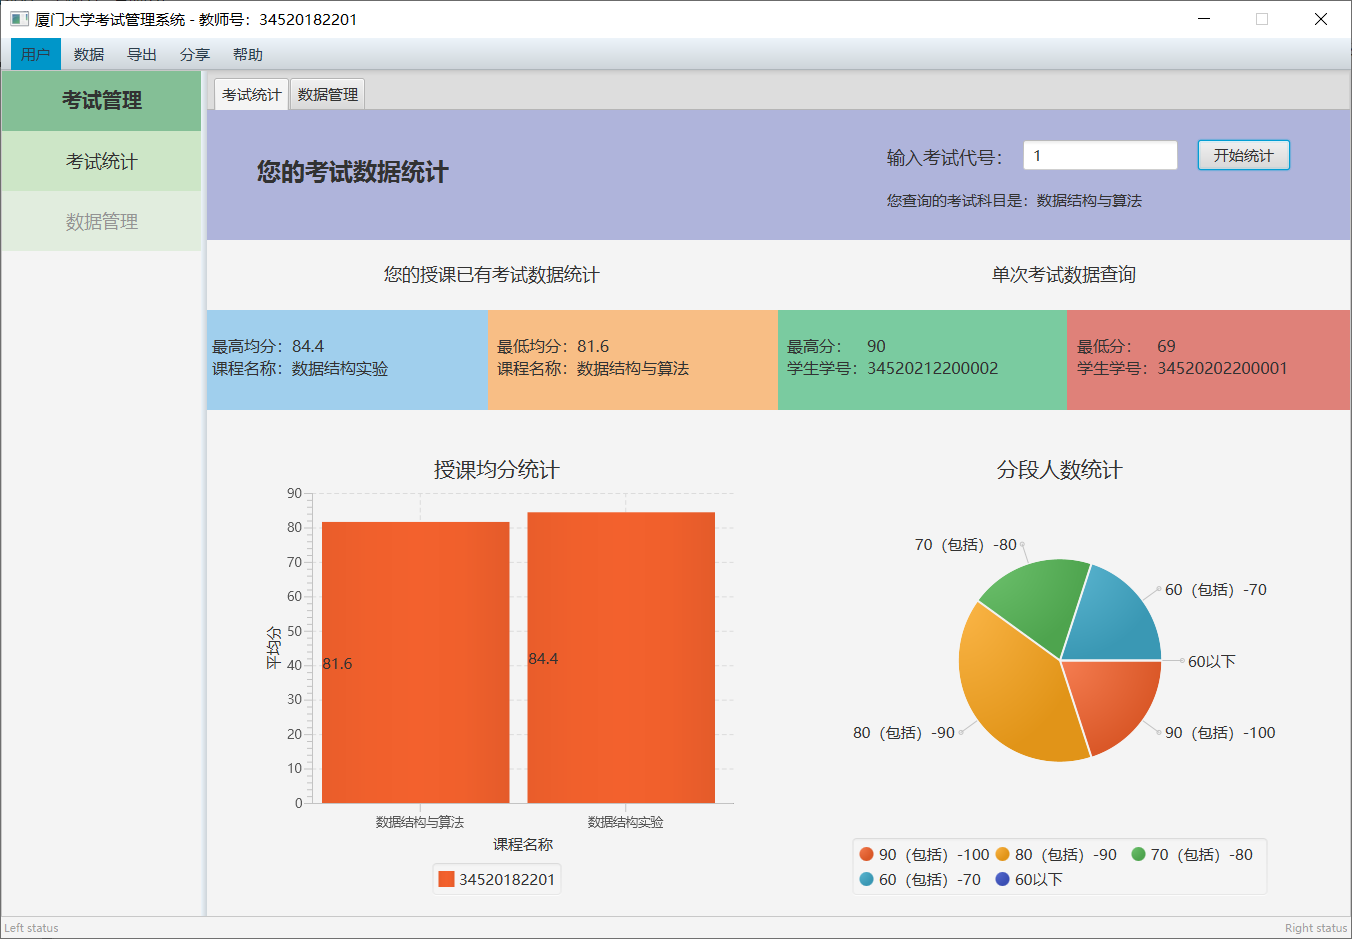 厦门大学考试管理系统 - 教师号：34520182201
用户 数据 导出 分享 帮助
考试管理
考试统计
数据管理
考试统计 数据管理
您的考试数据统计
输入考试代号： 1 开始统计
您查询的考试科目是：数据结构与算法
您的授课已有考试数据统计
单次考试数据查询
最高均分：84.4
课程名称：数据结构实验
最低均分：81.6
课程名称：数据结构与算法
最高分： 90
学生学号：34520212200002
最低分： 69
学生学号：34520202200001
授课均分统计
90
80
70
60
50
40
30
20
10
0
平均分
81.6
84.4
数据结构与算法 数据结构实验
课程名称
34520182201
分段人数统计
70（包括）-80
60（包括）-70
60以下
80（包括）-90
90（包括）-100
90（包括）-100 80（包括）-90 70（包括）-80
60（包括）-70 60以下
Left status
Right status